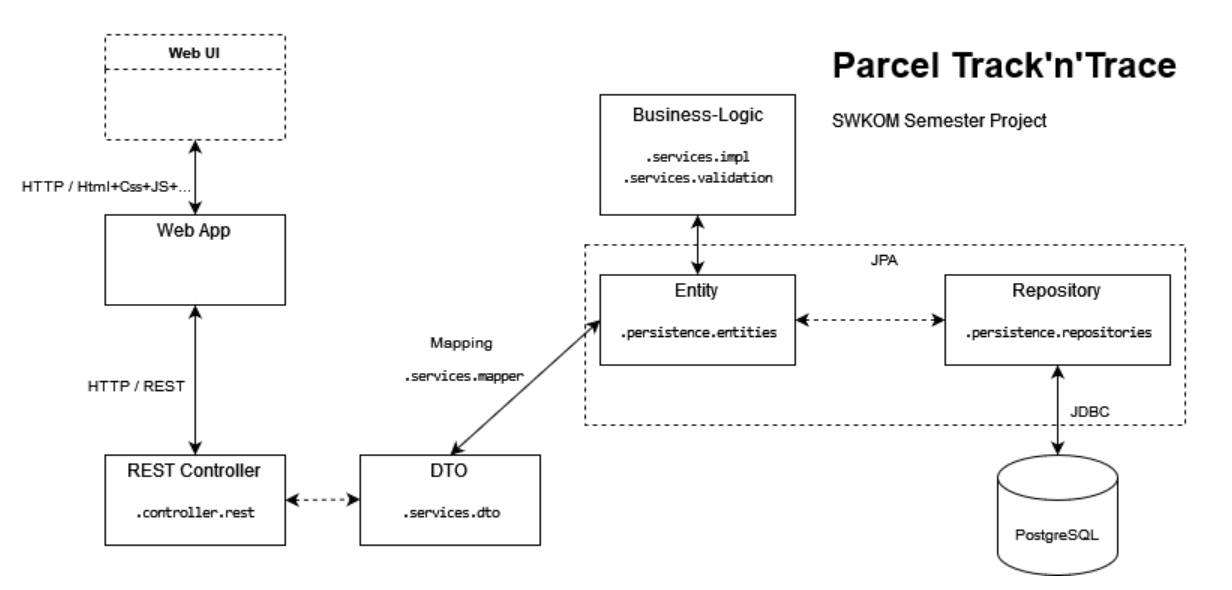 Parcel Track'n'Trace
SWKOM Semester Project
Web UI
HTTP / Html+Css+JS+...
Web App
HTTP / REST
REST Controller
.controller.rest
DTO
.services.dto
Mapping
.services.mapper
Business-Logic
.services.impl
.services.validation
JPA
Entity
.persistence.entities
Repository
.persistence.repositories
JDBC
PostgreSQL